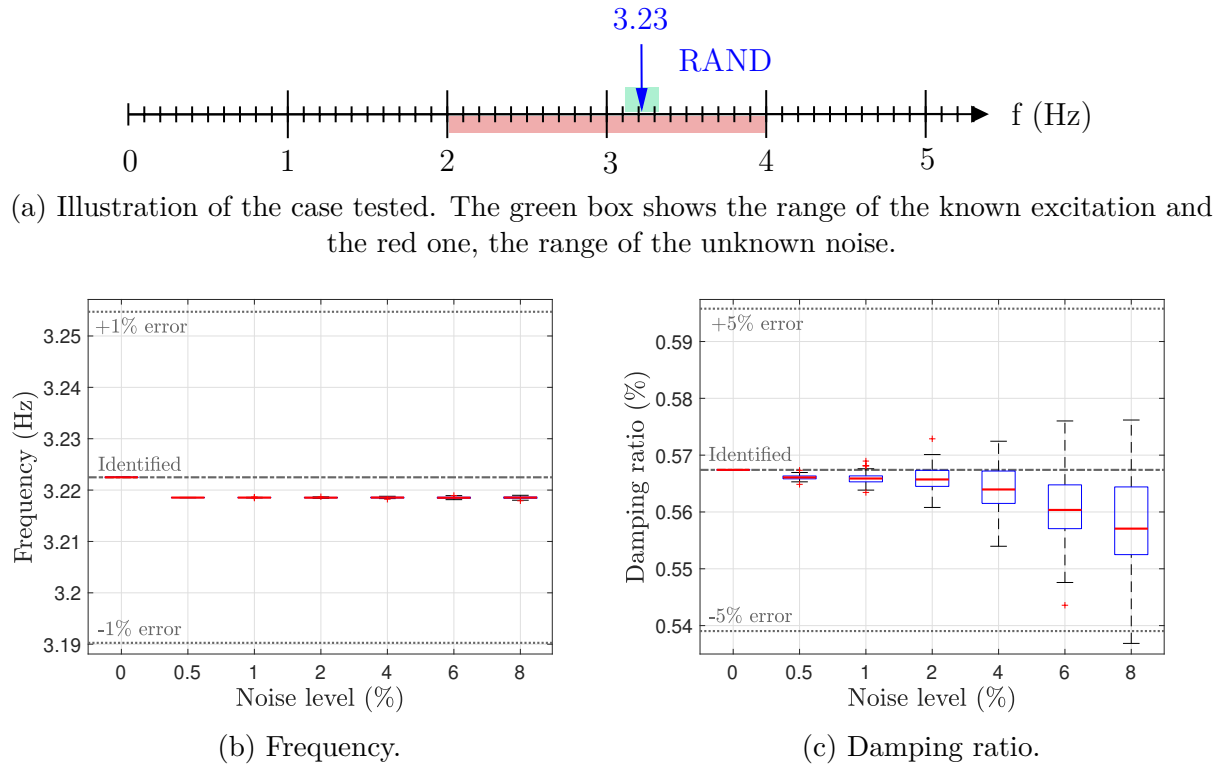 3.23
RAND
f (Hz)
0 1 2 3 4 5
(a) Illustration of the case tested. The green box shows the range of the known excitation and
the red one, the range of the unknown noise.
+1% error
Identified
-1% error
3.25
3.24
3.23
3.22
3.21
3.2
3.19
Frequency (Hz)
0 0.5 1 2 4 6 8
Noise level (%)
(b) Frequency.
+5% error
Identified
-5% error
0.59
0.58
0.57
0.56
0.55
0.54
Damping ratio (%)
0 0.5 1 2 4 6 8
Noise level (%)
(c) Damping ratio.